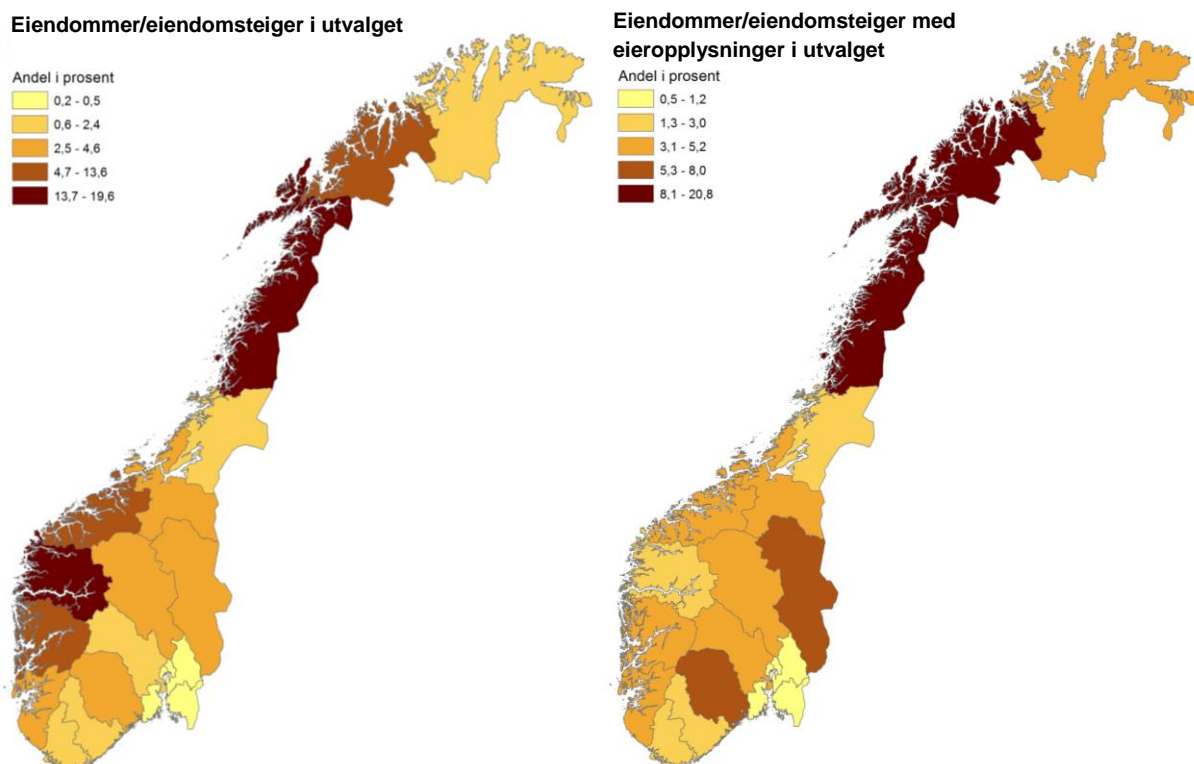 Eiendommer/eiendomsteiger i utvalget
Andel i prosent
0,2 - 0,5
0,6 - 2,4
2,5 - 4,6
4,7 - 13,6
13,7 - 19,6
Eiendommer/eiendomsteiger med
eieropplysninger i utvalget
Andel i prosent
0,5 - 1,2
1,3 - 3,0
3,1 - 5,2
5,3 - 8,0
8,1 - 20,8